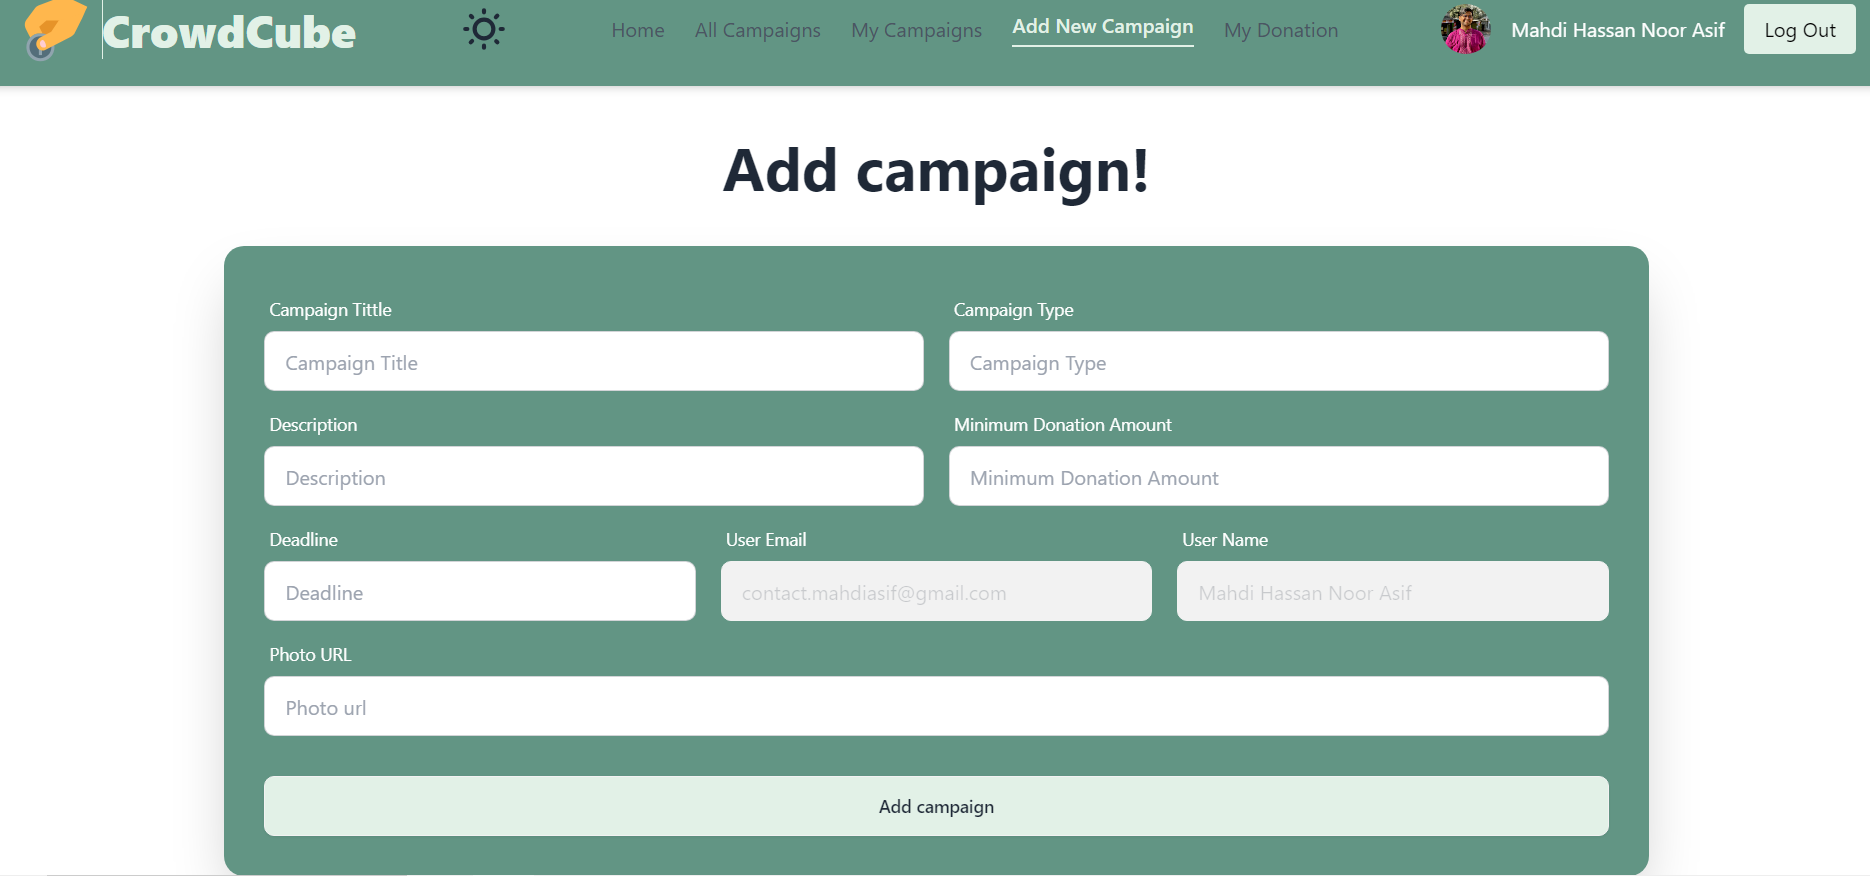 CrowdCube
Home All Campaigns My Campaigns Add New Campaign My Donation
Mahdi Hassan Noor Asif
Log Out
Add campaign!
Campaign Tittle Campaign Type
Campaign Title Campaign Type
Description Minimum Donation Amount
Description Minimum Donation Amount
Deadline User Email User Name
Deadline contact.mahdiasif@gmail.com Mahdi Hassan Noor Asif
Photo URL
Photo url
Add campaign